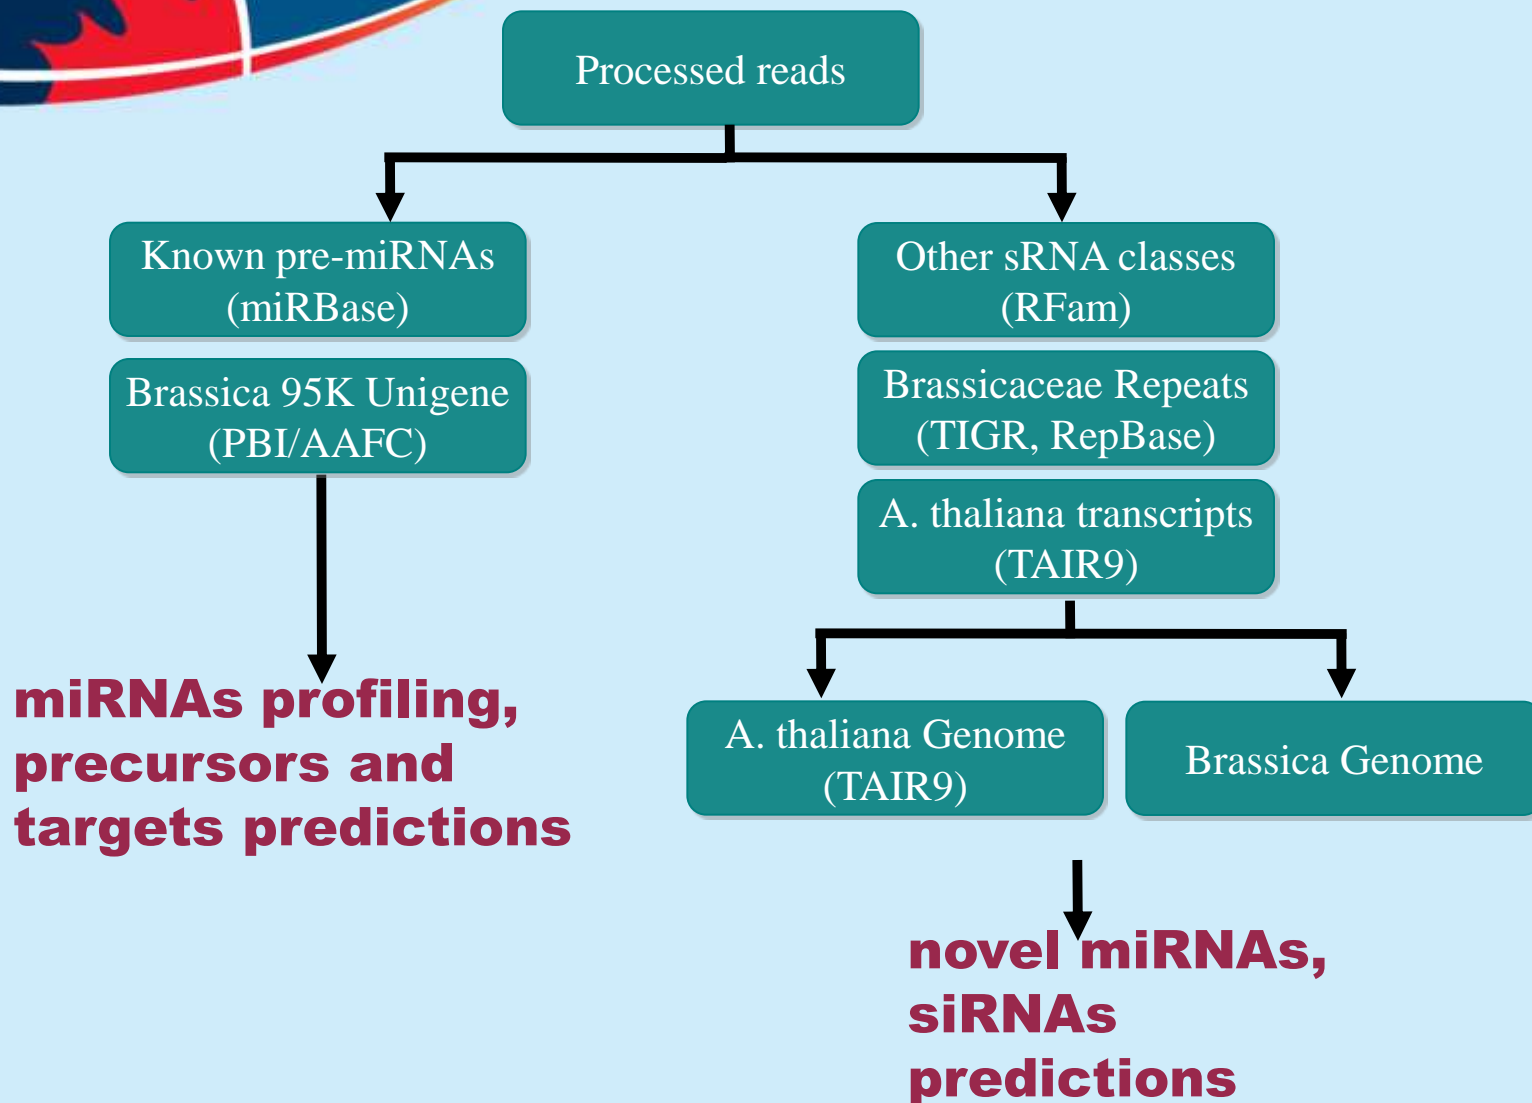 Processed reads
Known pre-miRNAs
(miRBase)
Brassica 95K Unigene
(PBI/AAFC)
miRNAs profiling,
precursors and
targets predictions
Other sRNA classes
(RFam)
Brassicaceae Repeats
(TIGR, RepBase)
A. thaliana transcripts
(TAIR9)
A. thaliana Genome
(TAIR9)
Brassica Genome
novel miRNAs,
siRNAs
predictions